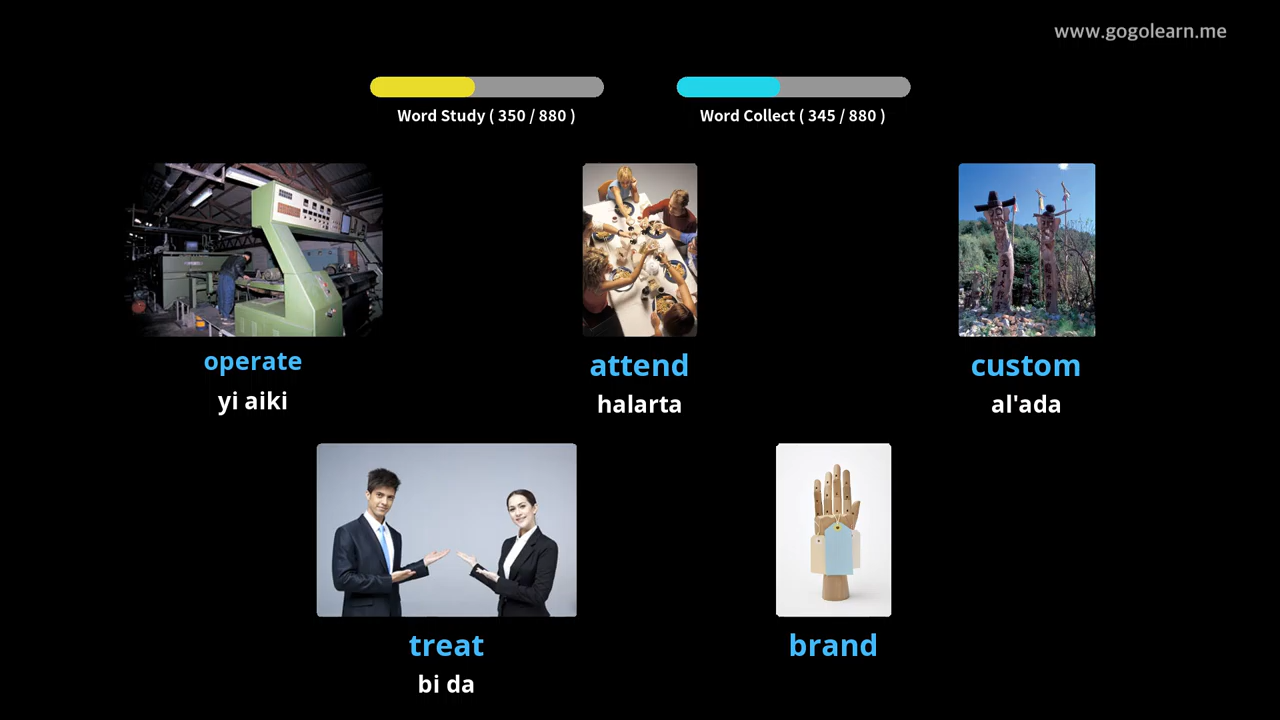 www.gogolearn.me
Word Study ( 350 / 880 )
Word Collect ( 345 / 880 )
operate
yi aiki
attend
halarta
custom
al'ada
treat
bi da
brand